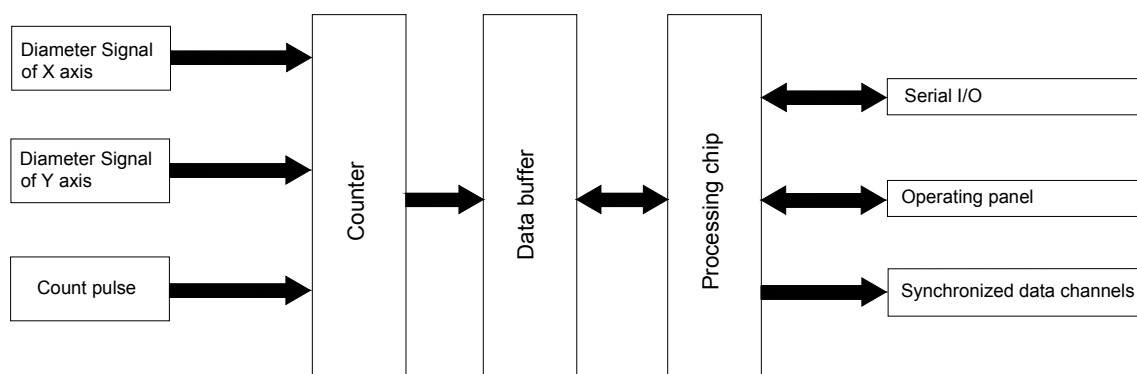 Diameter Signal
of X axis
Diameter Signal
of Y axis
Count pulse
Counter
Data buffer
Processing chip
Serial I/O
Operating panel
Synchronized data channels